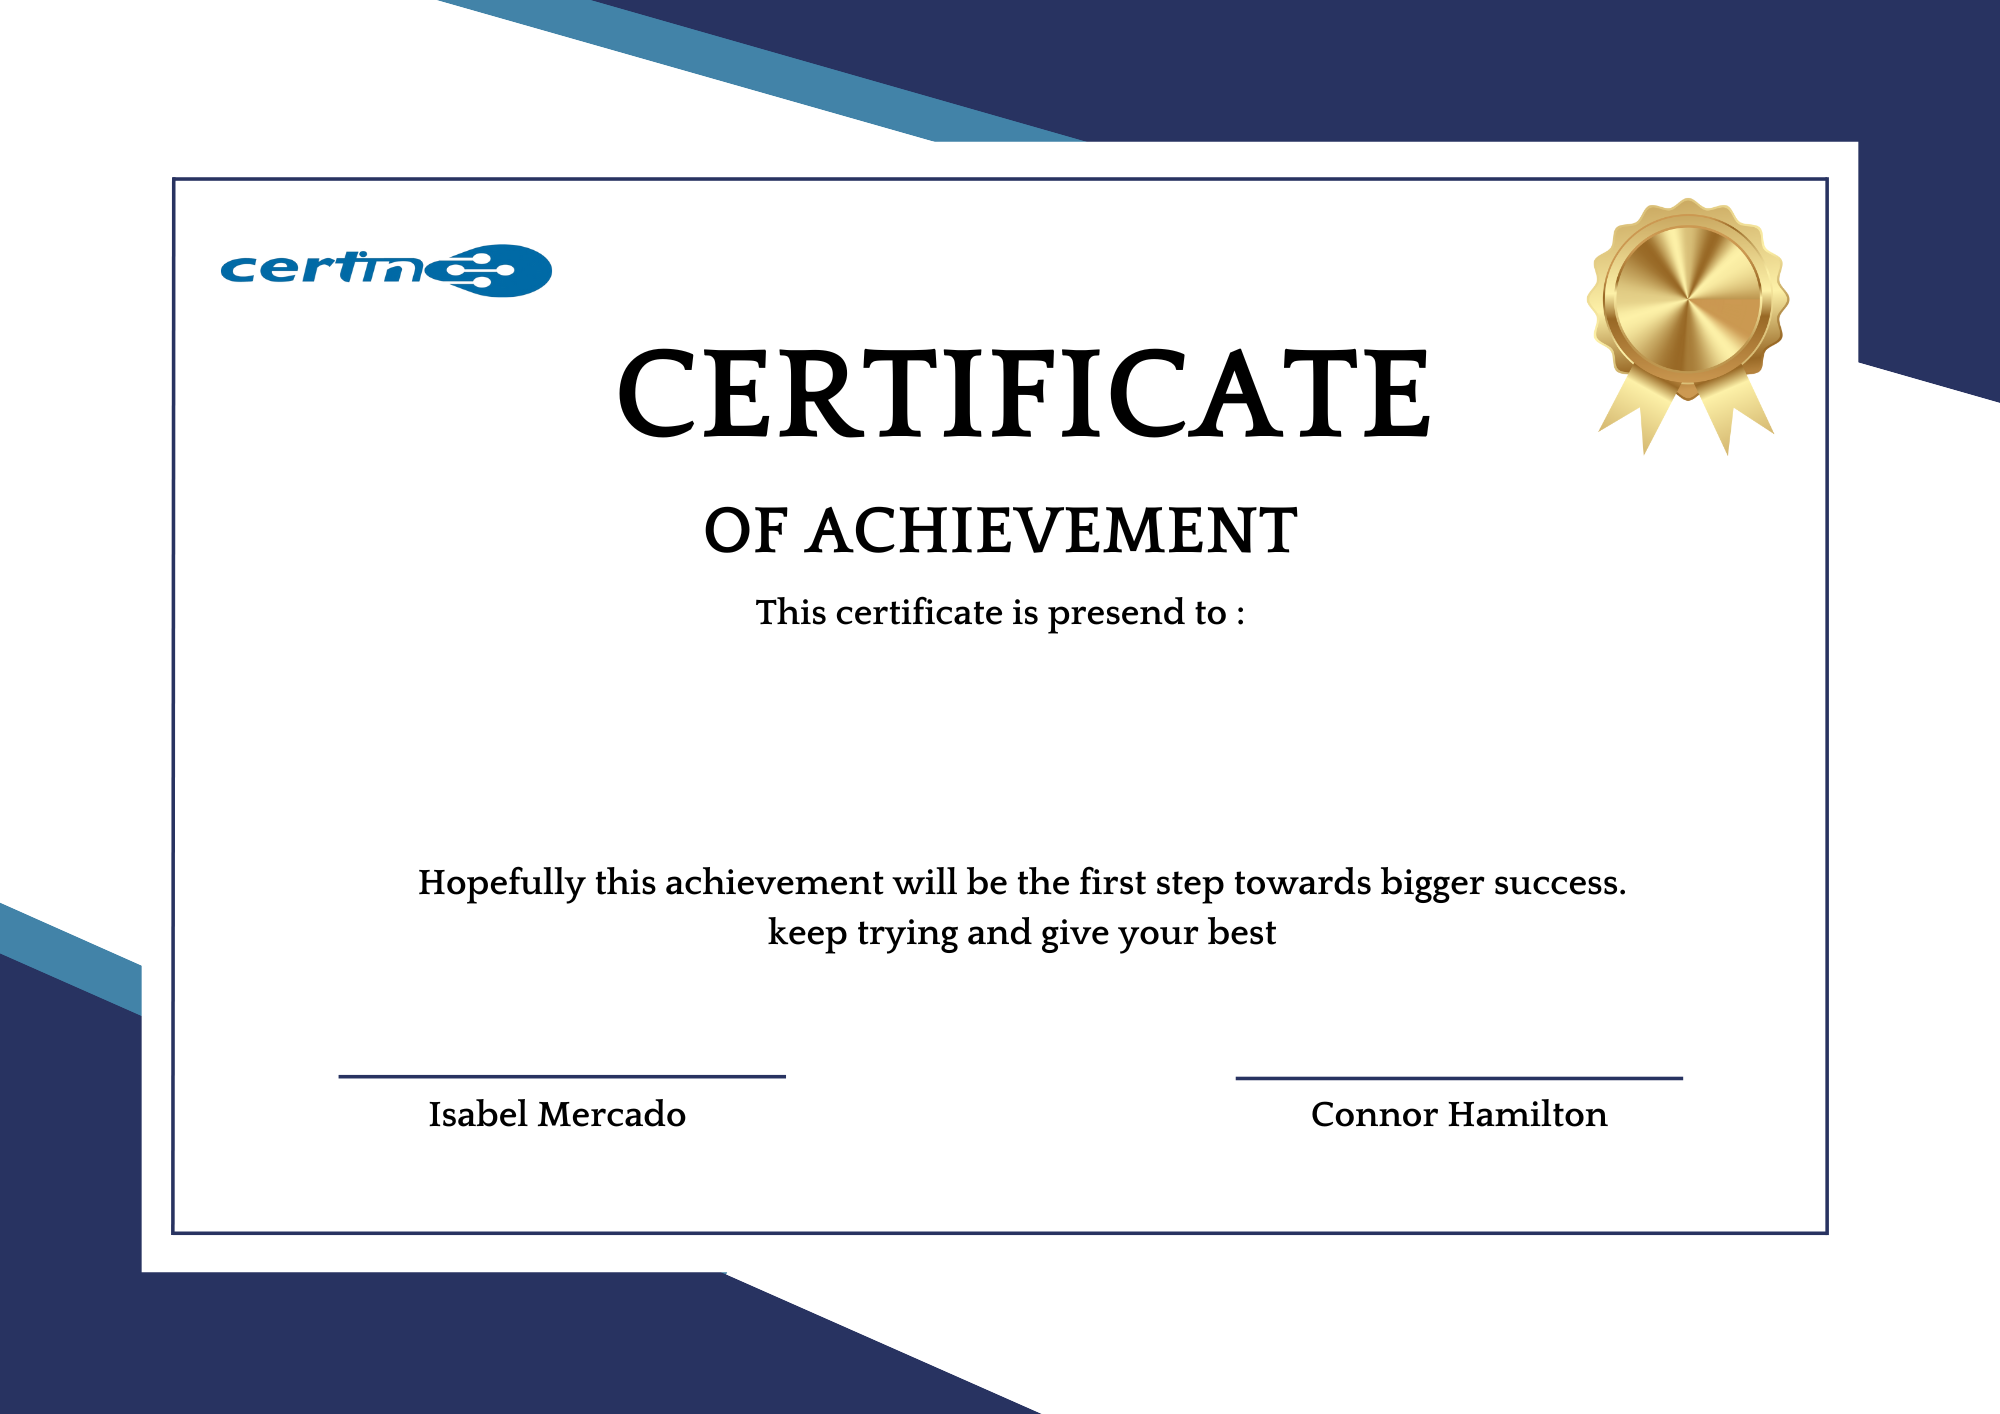 certin
CERTIFICATE
OF ACHIEVEMENT
This certificate is presend to :
Hopefully this achievement will be the first step towards bigger success.
keep trying and give your best
Isabel Mercado
Connor Hamilton